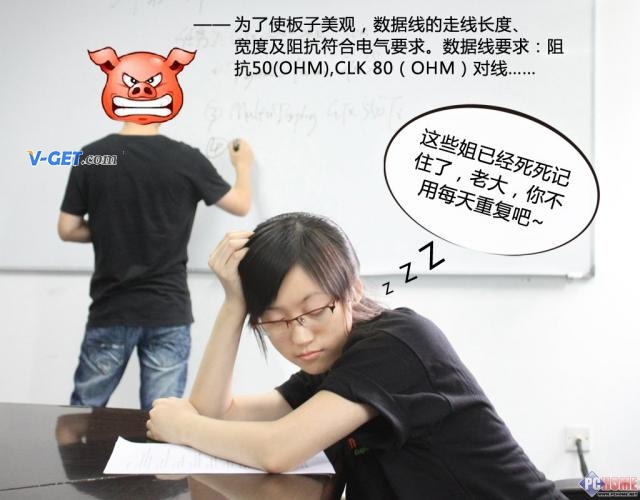 —— 为了使板子美观，数据线的走线长度、
宽度及阻抗符合电气要求。数据线要求：阻
抗50(OHM),CLK 80（OHM）对线......
V-GET.com
这些姐已经死死记
住了，老大，你不
用每天重复吧~
z z Z
PCHOME